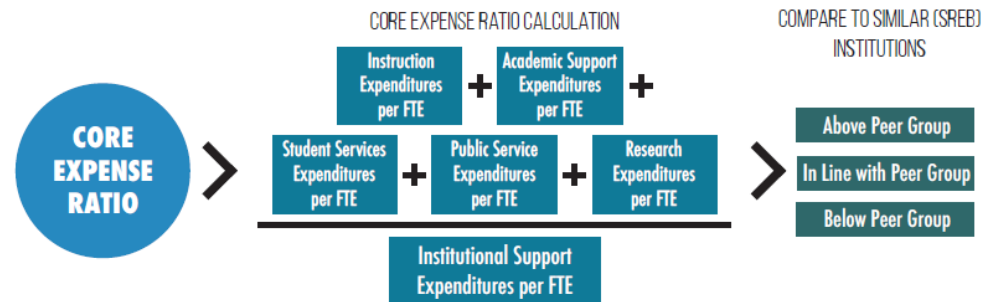 CORE EXPENSE RATIO CALCULATION
COMPARE TO SIMILAR (SREB)
INSTITUTIONS
CORE
EXPENSE
RATIO
Instruction
Expenditures
per FTE
+
Academic Support
Expenditures
per FTE
+
Student Services
Expenditures
per FTE
+
Public Service
Expenditures
per FTE
+
Research
Expenditures
per FTE
Institutional Support
Expenditures per FTE
Above Peer Group
In Line with Peer Group
Below Peer Group